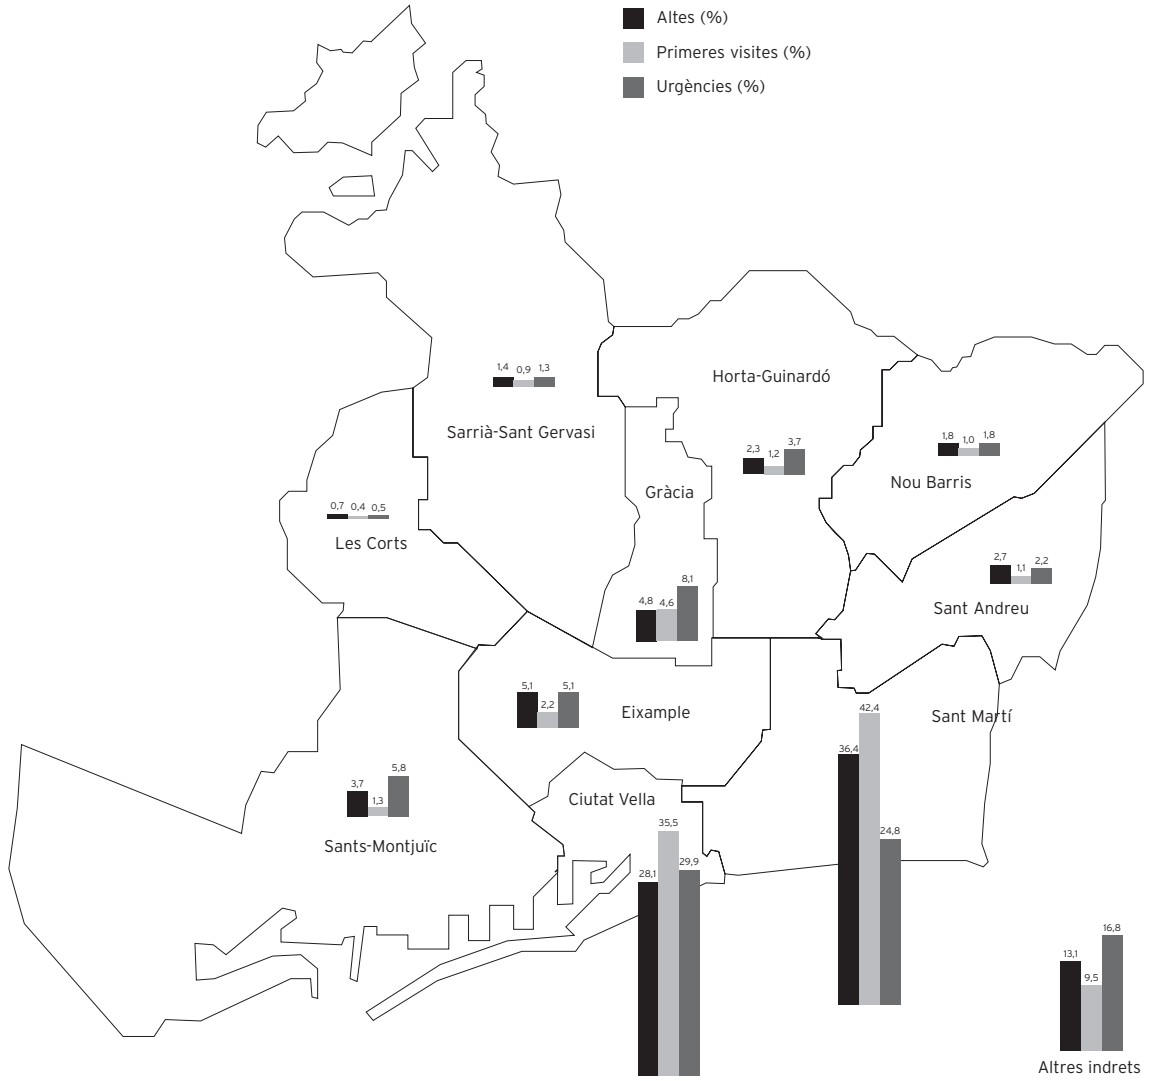 Altes (%)
Primeres visites (%)
Urgències (%)
1,4 0,9 1,3
Sarrià-Sant Gervasi
Horta-Guinardó
2,3 1,2 3,7
1,8 1,0 1,8
Nou Barris
Gràcia
4,8 4,6 8,1
0,7 0,4 0,5
Les Corts
2,7 1,1 2,2
Sant Andreu
5,1 2,2 5,1
Eixample
36,4 42,4 24,8
Sant Martí
3,7 1,3 5,8
Sants-Montjuïc
Ciutat Vella
28,1 35,5 29,9
13,1 9,5 16,8
Altres indrets